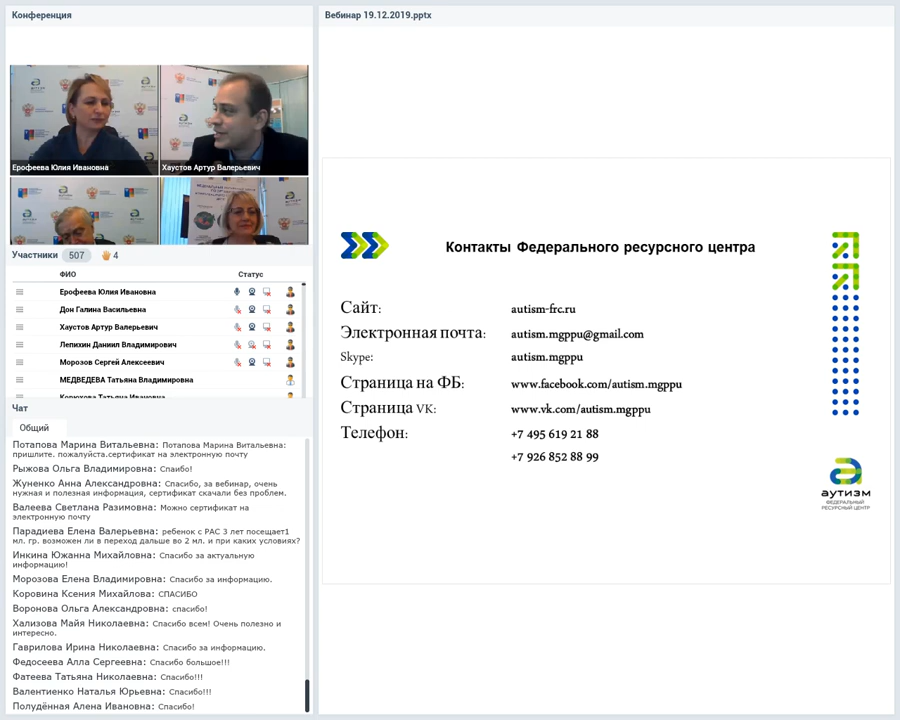 Конференция
Ерофеева Юлия Ивановна
Хаустов Артур Валерьевич
Участники 507 4
ФИО Статус
Ерофеева Юлия Ивановна
Дон Галина Васильевна
Хаустов Артур Валерьевич
Лепихин Даниил Владимирович
Морозов Сергей Алексеевич
МЕДВЕДЕВА Татьяна Владимировна
Чат
Общий
Потапова Марина Витальевна: Потапова Марина Витальевна:
пришлите. пожалуйста.сертификат на электронную почту
Рыжова Ольга Владимировна: Спаибо!
Жуненко Анна Александровна: Спасибо, за вебинар, очень
нужная и полезная информация, сертификат скачали без проблем.
Валеева Светлана Разимовна: Можно сертификат на
электронную почту
Парадиева Елена Валерьевна: ребенок с РАС 3 лет посещает1
мл. гр. возможен ли в переход дальше во 2 мл. и при каких условиях?
Инкина Южанна Михайловна: Спасибо за актуальную
информацию!
Морозова Елена Владимировна: Спасибо за информацию.
Коровина Ксения Михайлова: СПАСИБО
Воронова Ольга Александровна: спасибо!
Хализова Майя Николаевна: Спасибо всем! Очень полезно и
интересно.
Гаврилова Ирина Николаевна: Спасибо за информацию.
Федосеева Алла Сергеевна: Спасибо большое!!!
Фатеева Татьяна Николаевна: Спасибо!!!
Валентиенко Наталья Юрьевна: Спасибо!!!
Полудённая Алена Ивановна: Спасибо!
Вебинар 19.12.2019.pptx
Контакты Федерального ресурсного центра
Сайт: autism-frc.ru
Электронная почта: autism.mgppu@gmail.com
Skype: autism.mgppu
Страница на ФБ: www.facebook.com/autism.mgppu
Страница VK: www.vk.com/autism.mgppu
Телефон: +7 495 619 21 88
+7 926 852 88 99
аутизм
ФЕДЕРАЛЬНЫЙ
РЕСУРСНЫЙ ЦЕНТР